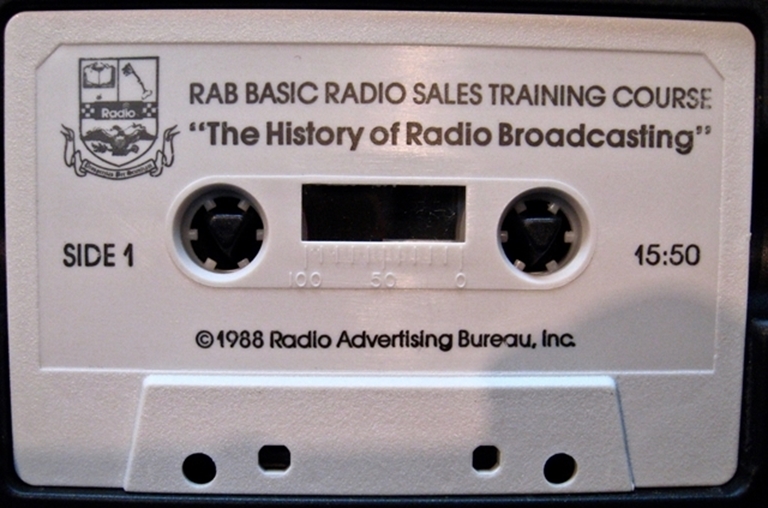 RAB BASIC RADIO SALES TRAINING COURSE
"The History of Radio Broadcasting"
Radio
SIDE 1
15:50
100 50 0
©1988 Radio Advertising Bureau, Inc.